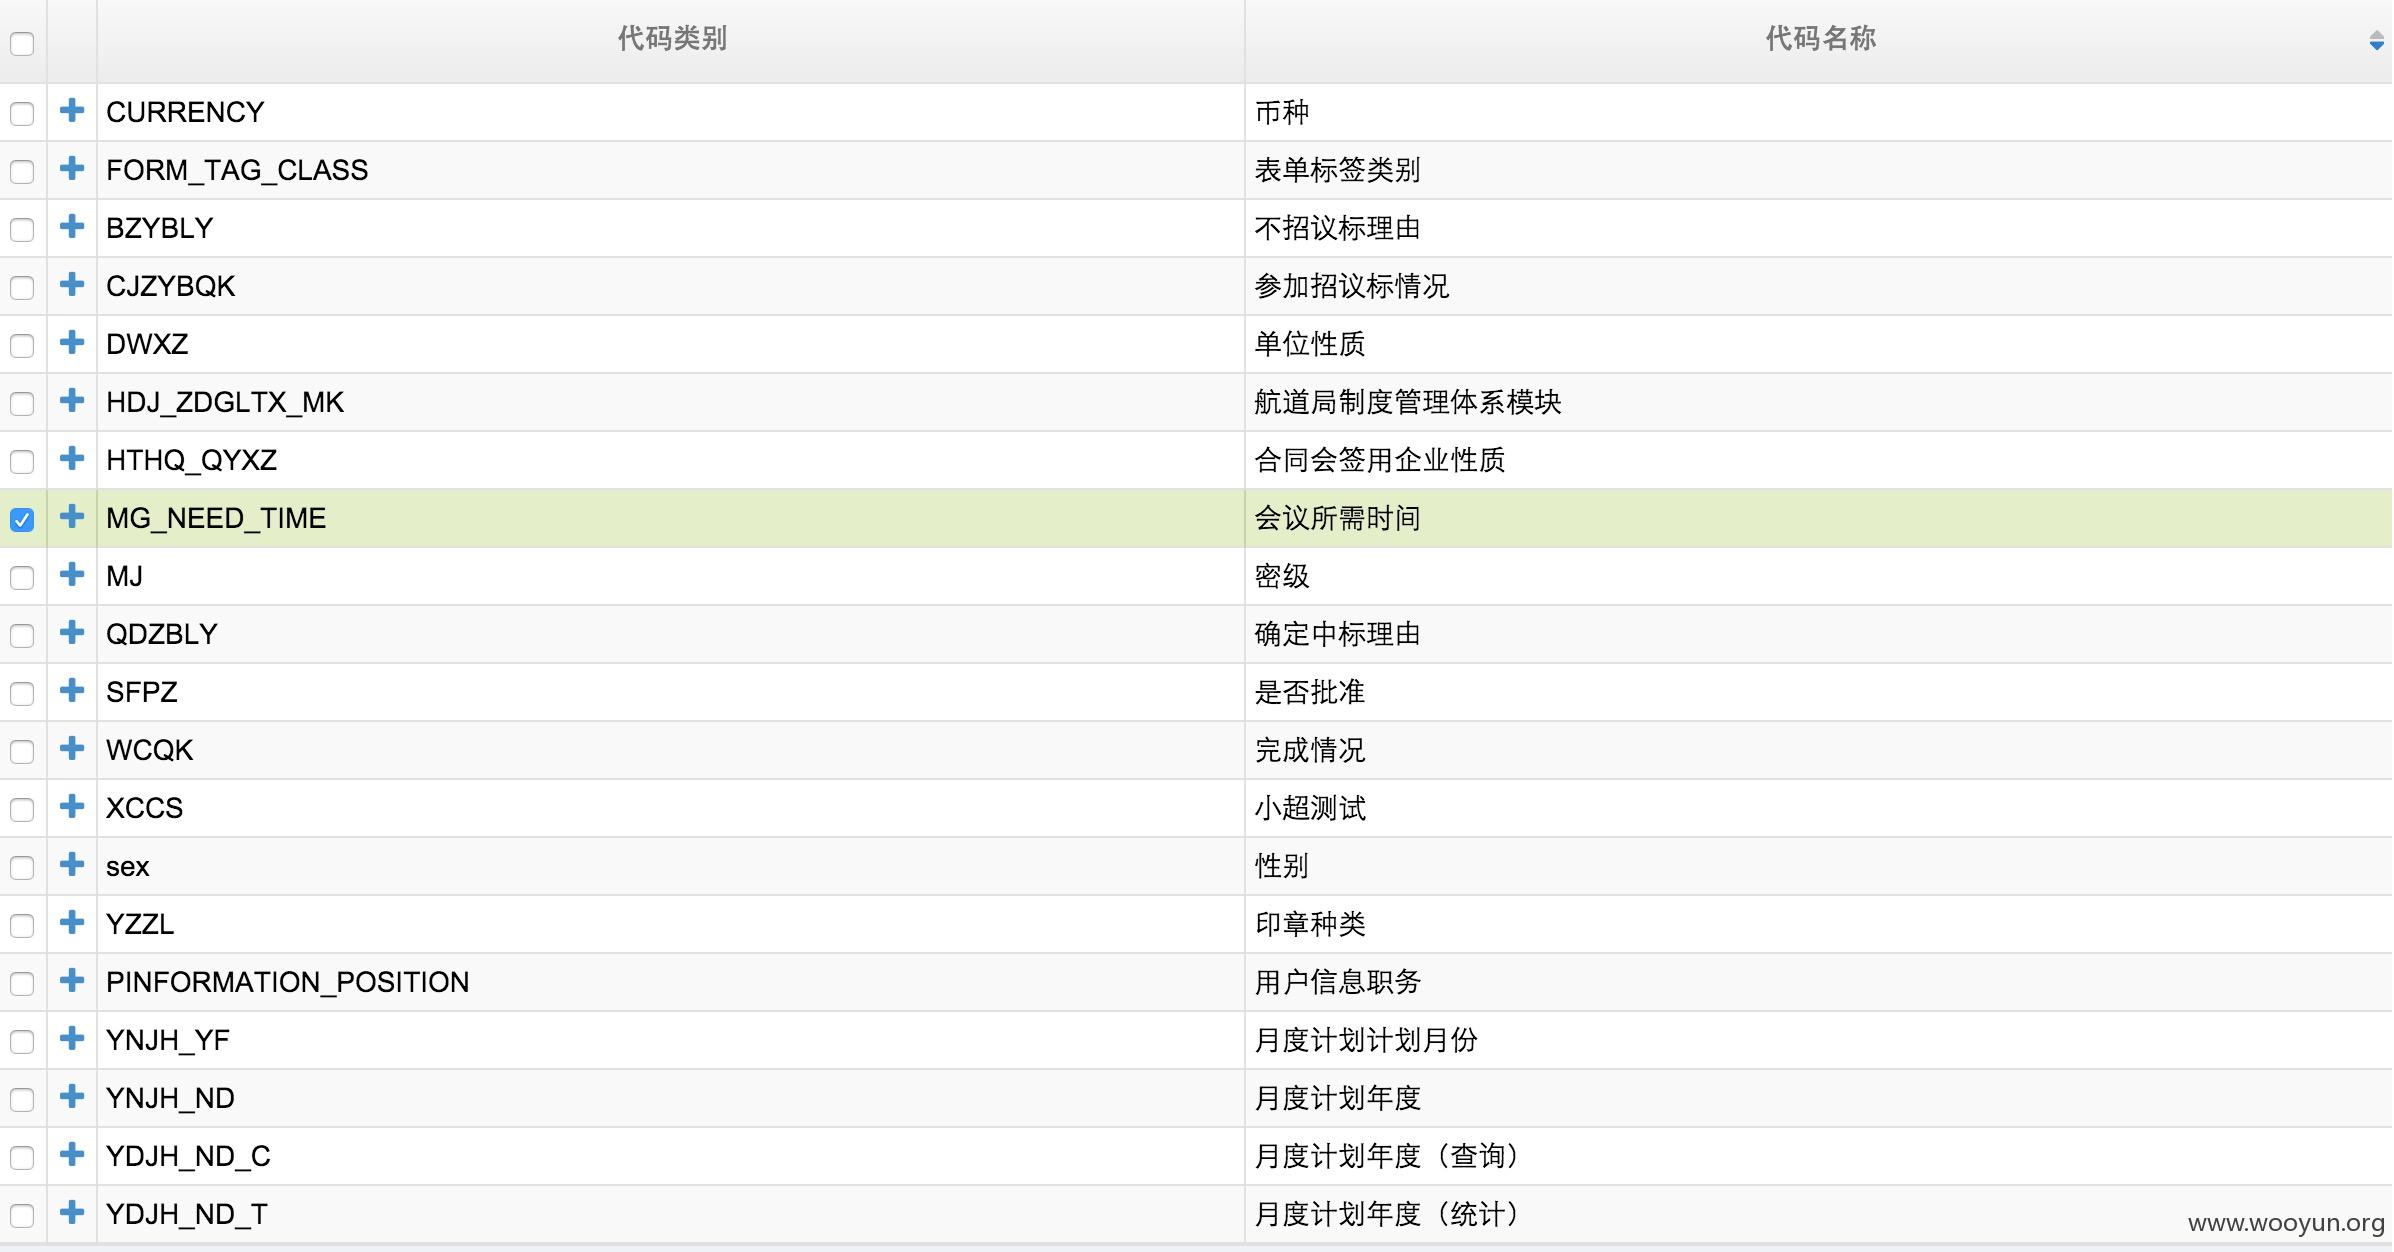 代码类别 代码名称
CURRENCY 币种
FORM_TAG_CLASS 表单标签类别
BZYBLY 不招议标理由
CJZYBQK 参加招议标情况
DWXZ 单位性质
HDJ_ZDGLTX_MK 航道局制度管理体系模块
HTHQ_QYXZ 合同会签用企业性质
MG_NEED_TIME 会议所需时间
MJ 密级
QDZBLY 确定中标理由
SFPZ 是否批准
WCQK 完成情况
XCCS 小超测试
sex 性别
YZZL 印章种类
PINFORMATION_POSITION 用户信息职务
YNJH_YF 月度计划计划月份
YNJH_ND 月度计划年度
YDJH_ND_C 月度计划年度（查询）
YDJH_ND_T 月度计划年度（统计）
www.wooyun.org